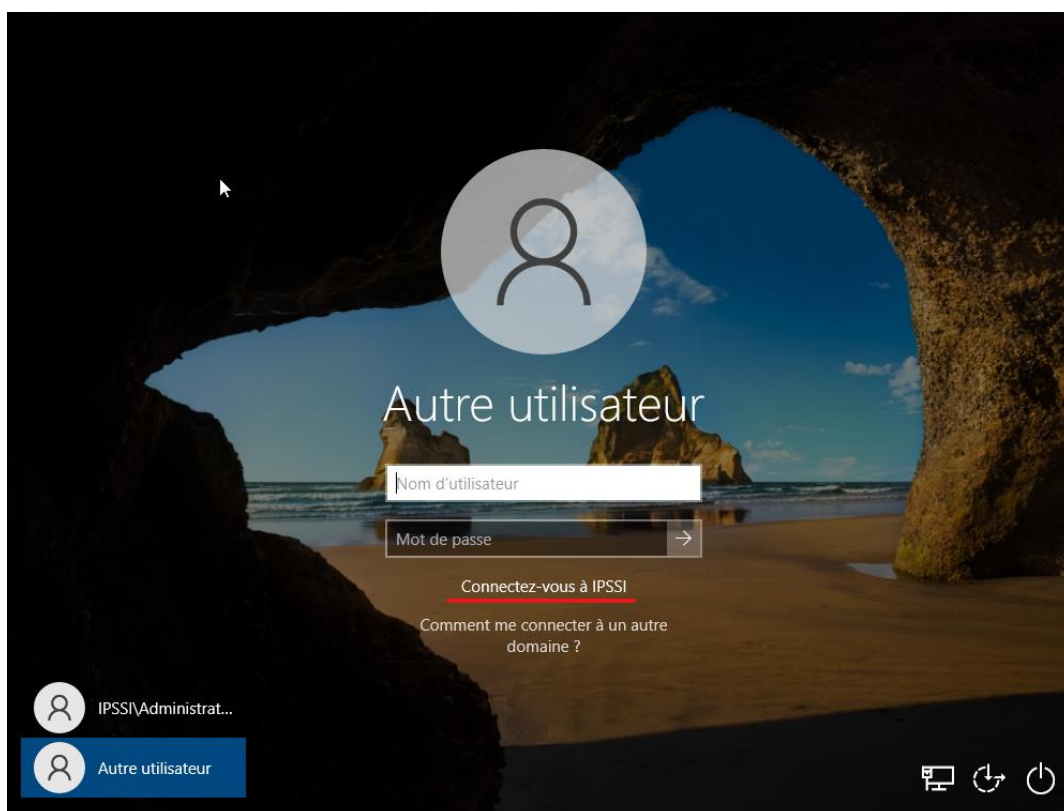 Autre utilisateur
Nom d'utilisateur
Mot de passe
Connectez-vous à IPSSI
Comment me connecter à un autre
domaine ?
IPSSI\Administrat...
Autre utilisateur